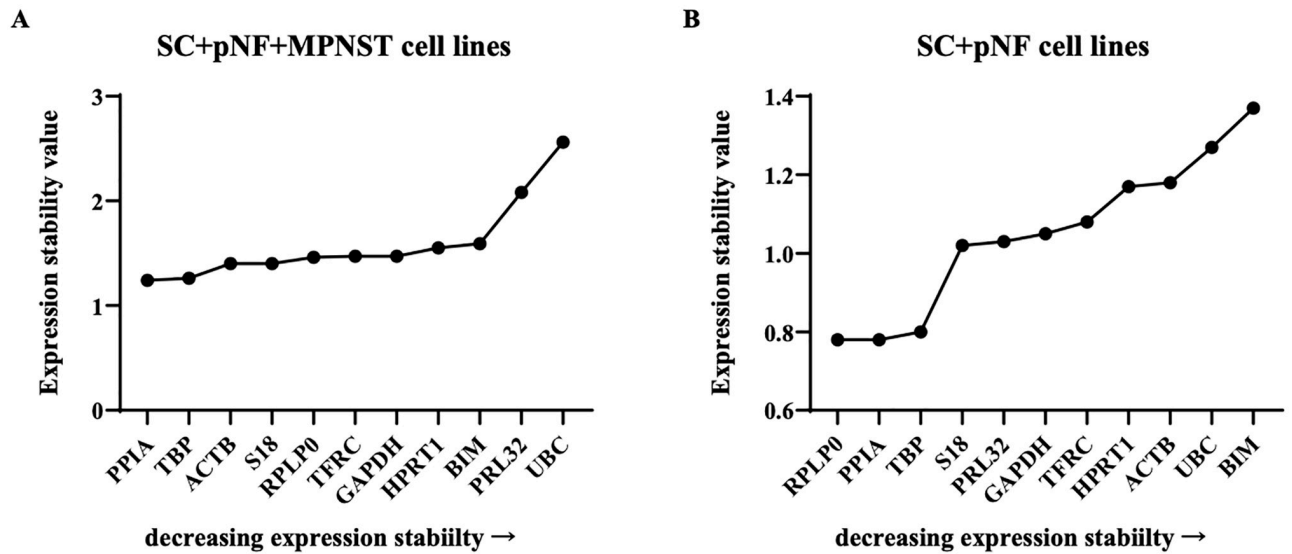 A
SC+pNF+MPNST cell lines
Expression stability value
3
2
1
0
PPIA
TBP
ACTB
S18
RPLP0
TFRC
GAPDH
HPRT1
BIM
PRL32
UBC
decreasing expression stabiilty →
B
SC+pNF cell lines
Expression stability value
1.4
1.2
1.0
0.8
0.6
RPLP0
PPIA
TBP
S18
PRL32
GAPDH
TFRC
HPRT1
ACTB
UBC
BIM
decreasing expression stabiilty →